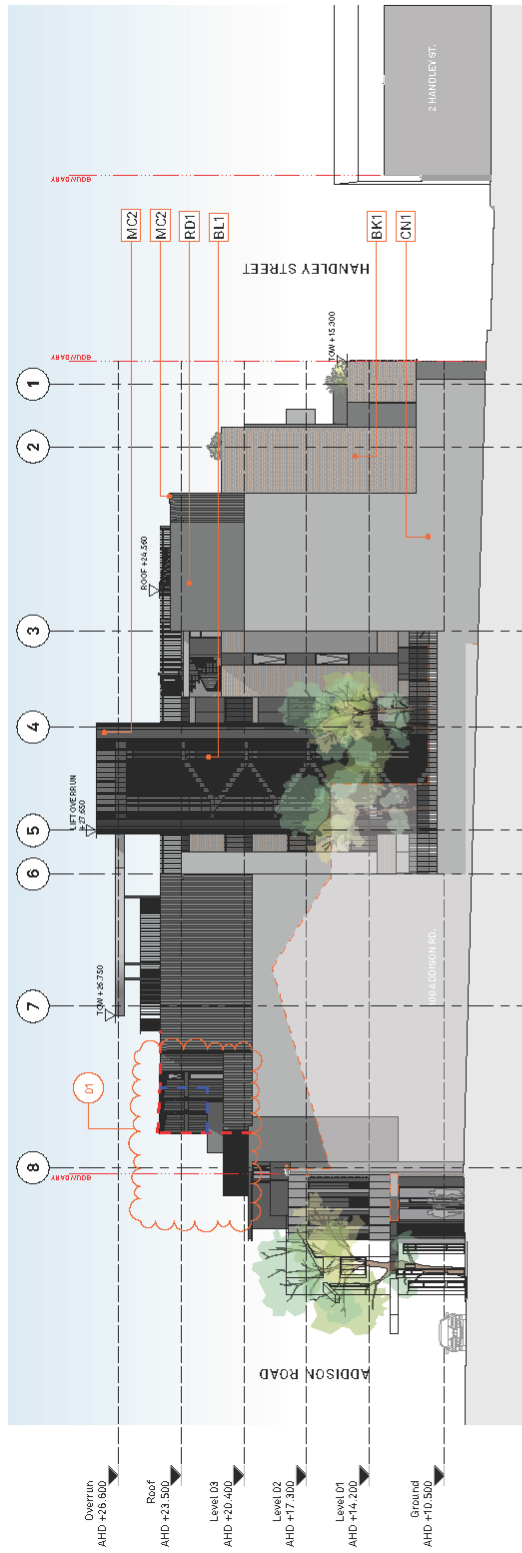 Overrun
AHD +26.600
Roof
AHD +23.500
Level 03
AHD +20.400
Level 02
AHD +17.300
Level 01
AHD +14.200
Ground
AHD +10.500
ADDISON ROAD
BOUNDARY
01
8
7
6
5
4
3
2
1
TOW +26.750
LIFT OVERRUN
+27.650
ROOF +24.560
TOW +15.300
100 ADDISON RD.
BOUNDARY
HANDLEY STREET
MC2
MC2
RD1
BL1
BK1
CN1
BOUNDARY
2 HANDLEY ST.